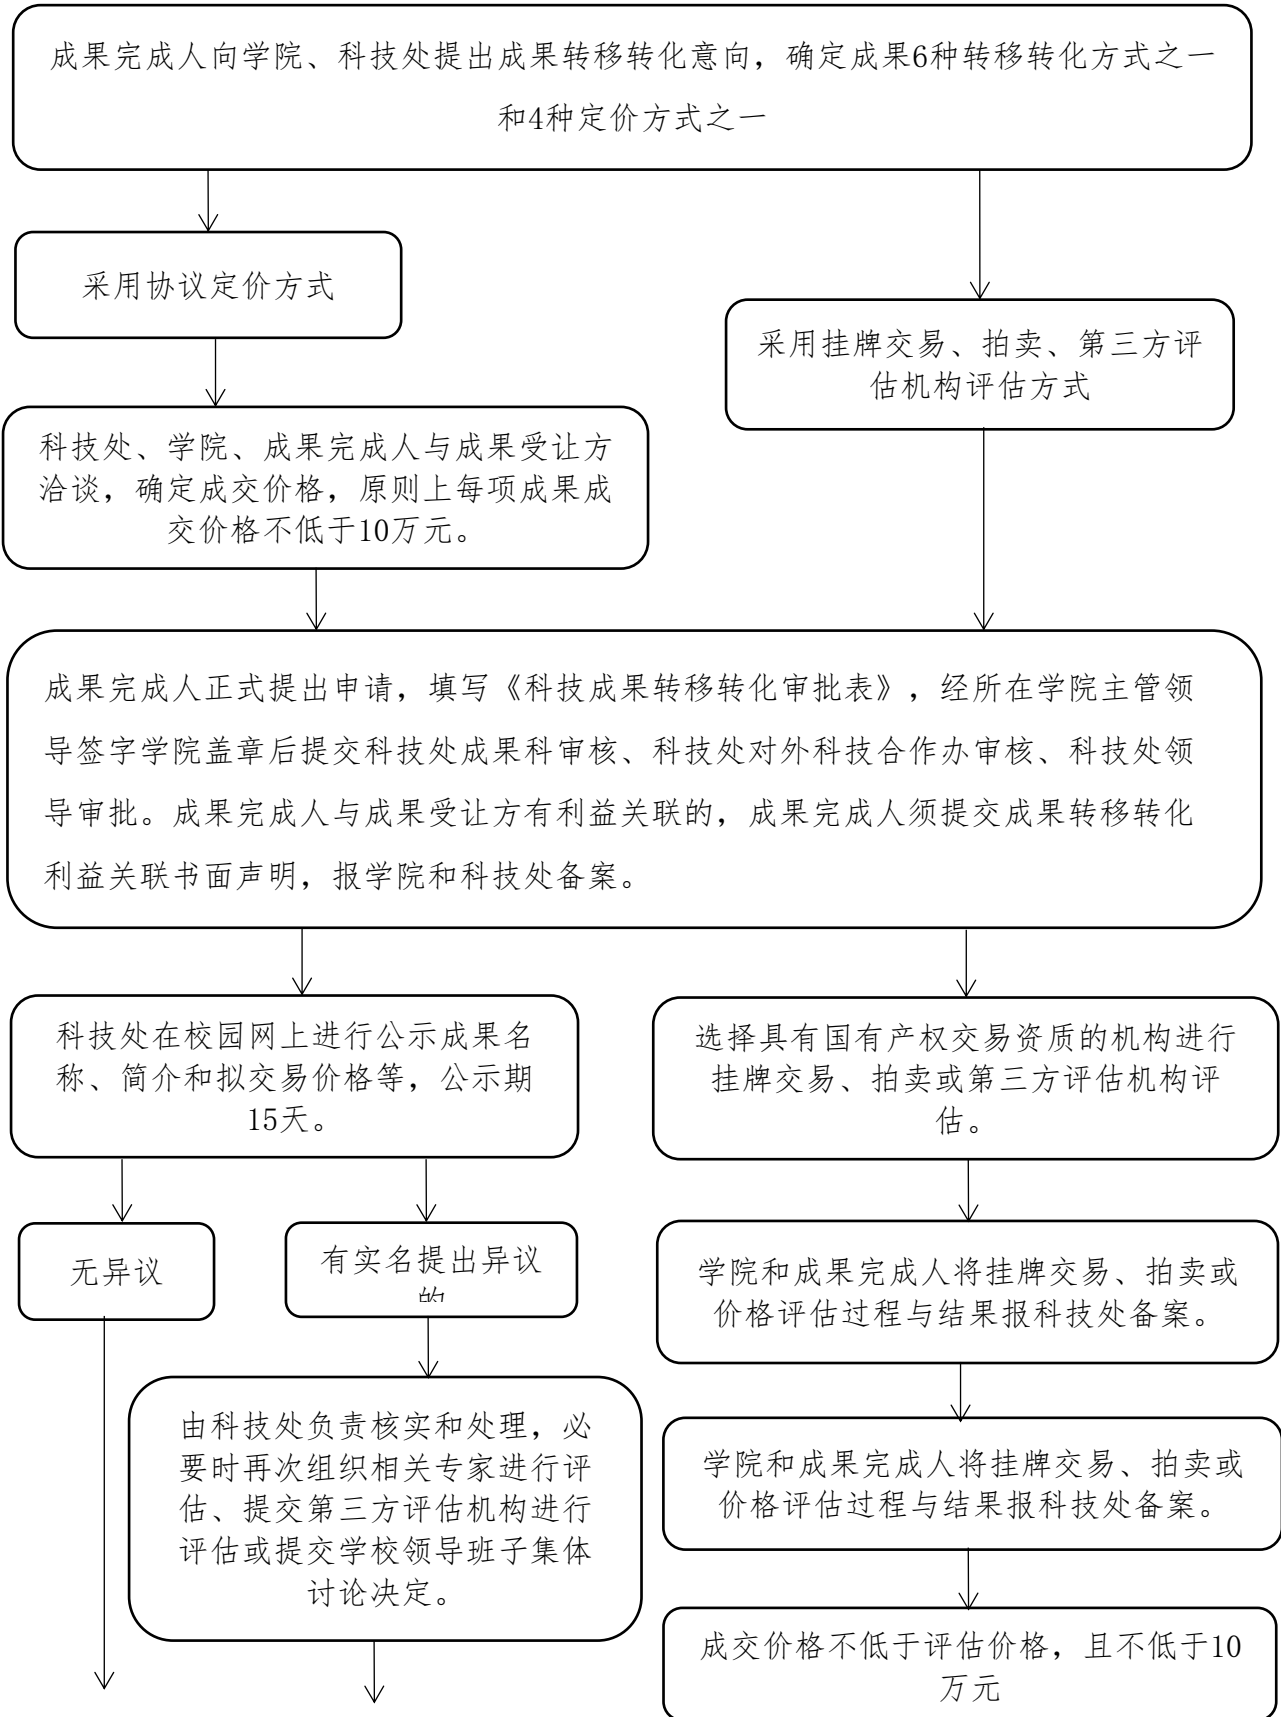 成果完成人向学院、科技处提出成果转移转化意向，确定成果6种转移转化方式之一
和4种定价方式之一
采用协议定价方式
采用挂牌交易、拍卖、第三方评
估机构评估方式
科技处、学院、成果完成人与成果受让方
洽谈，确定成交价格，原则上每项成果成
交价格不低于10万元。
成果完成人正式提出申请，填写《科技成果转移转化审批表》，经所在学院主管领
导签字学院盖章后提交科技处成果科审核、科技处对外科技合作办审核、科技处领
导审批。成果完成人与成果受让方有利益关联的，成果完成人须提交成果转移转化
利益关联书面声明，报学院和科技处备案。
科技处在校园网上进行公示成果名
称、简介和拟交易价格等，公示期
15天。
选择具有国有产权交易资质的机构进行
挂牌交易、拍卖或第三方评估机构评
估。
无异议
有实名提出异议
的
学院和成果完成人将挂牌交易、拍卖或
价格评估过程与结果报科技处备案。
由科技处负责核实和处理，必
要时再次组织相关专家进行评
估、提交第三方评估机构进行
评估或提交学校领导班子集体
讨论决定。
学院和成果完成人将挂牌交易、拍卖或
价格评估过程与结果报科技处备案。
成交价格不低于评估价格，且不低于10
万元